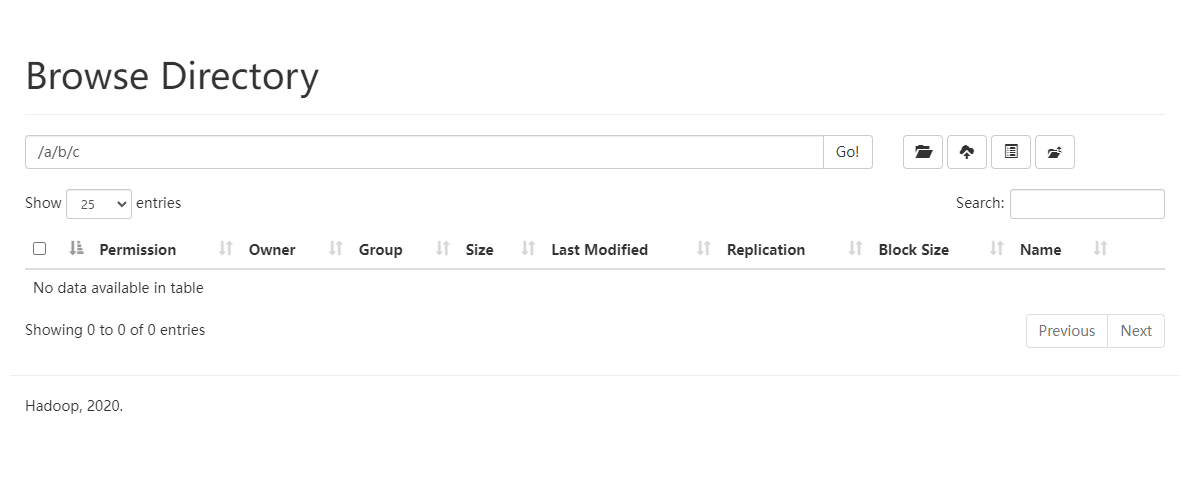 Browse Directory
/a/b/c Go!
Show 25 entries Search:
Permission Owner Group Size Last Modified Replication Block Size Name
No data available in table
Showing 0 to 0 of 0 entries Previous Next
Hadoop, 2020.